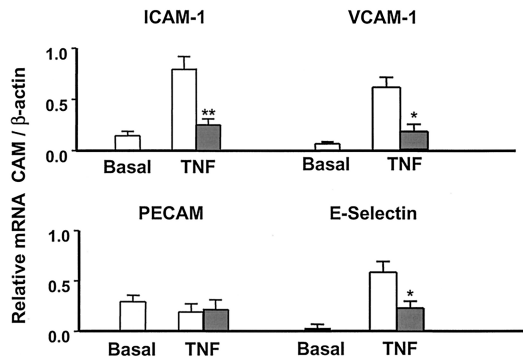 Relative mRNA CAM / β-actin
ICAM-1
1.0
0.5
0.0
**
Basal TNF
VCAM-1
*
Basal TNF
PECAM
1.0
0.5
0.0
Basal TNF
E-Selectin
*
Basal TNF